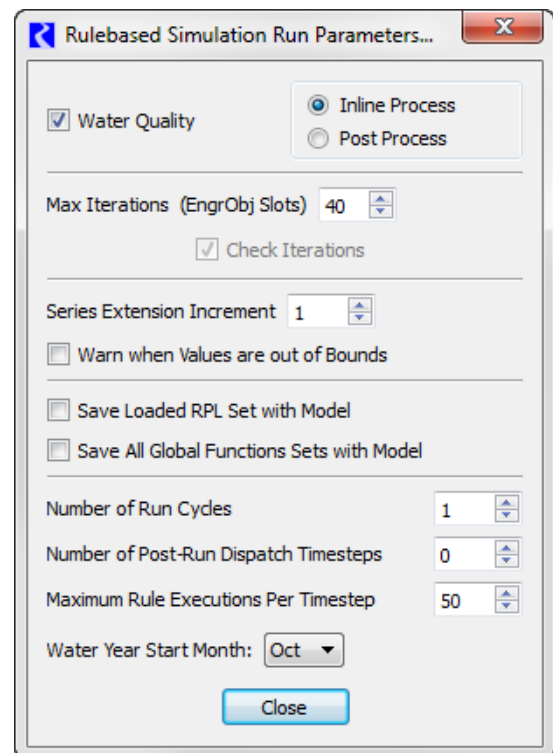 Rulebased Simulation Run Parameters...
Water Quality
Inline Process
Post Process
Max Iterations (EngrObj Slots) 40
Check Iterations
Series Extension Increment 1
Warn when Values are out of Bounds
Save Loaded RPL Set with Model
Save All Global Functions Sets with Model
Number of Run Cycles 1
Number of Post-Run Dispatch Timesteps 0
Maximum Rule Executions Per Timestep 50
Water Year Start Month: Oct
Close